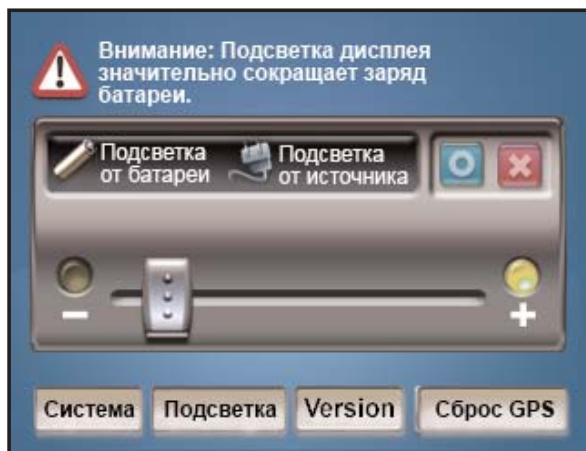 Внимание: Подсветка дисплея
значительно сокращает заряд
батареи.
Подсветка
от батареи
Подсветка
от источника
Система
Подсветка
Version
Сброс GPS